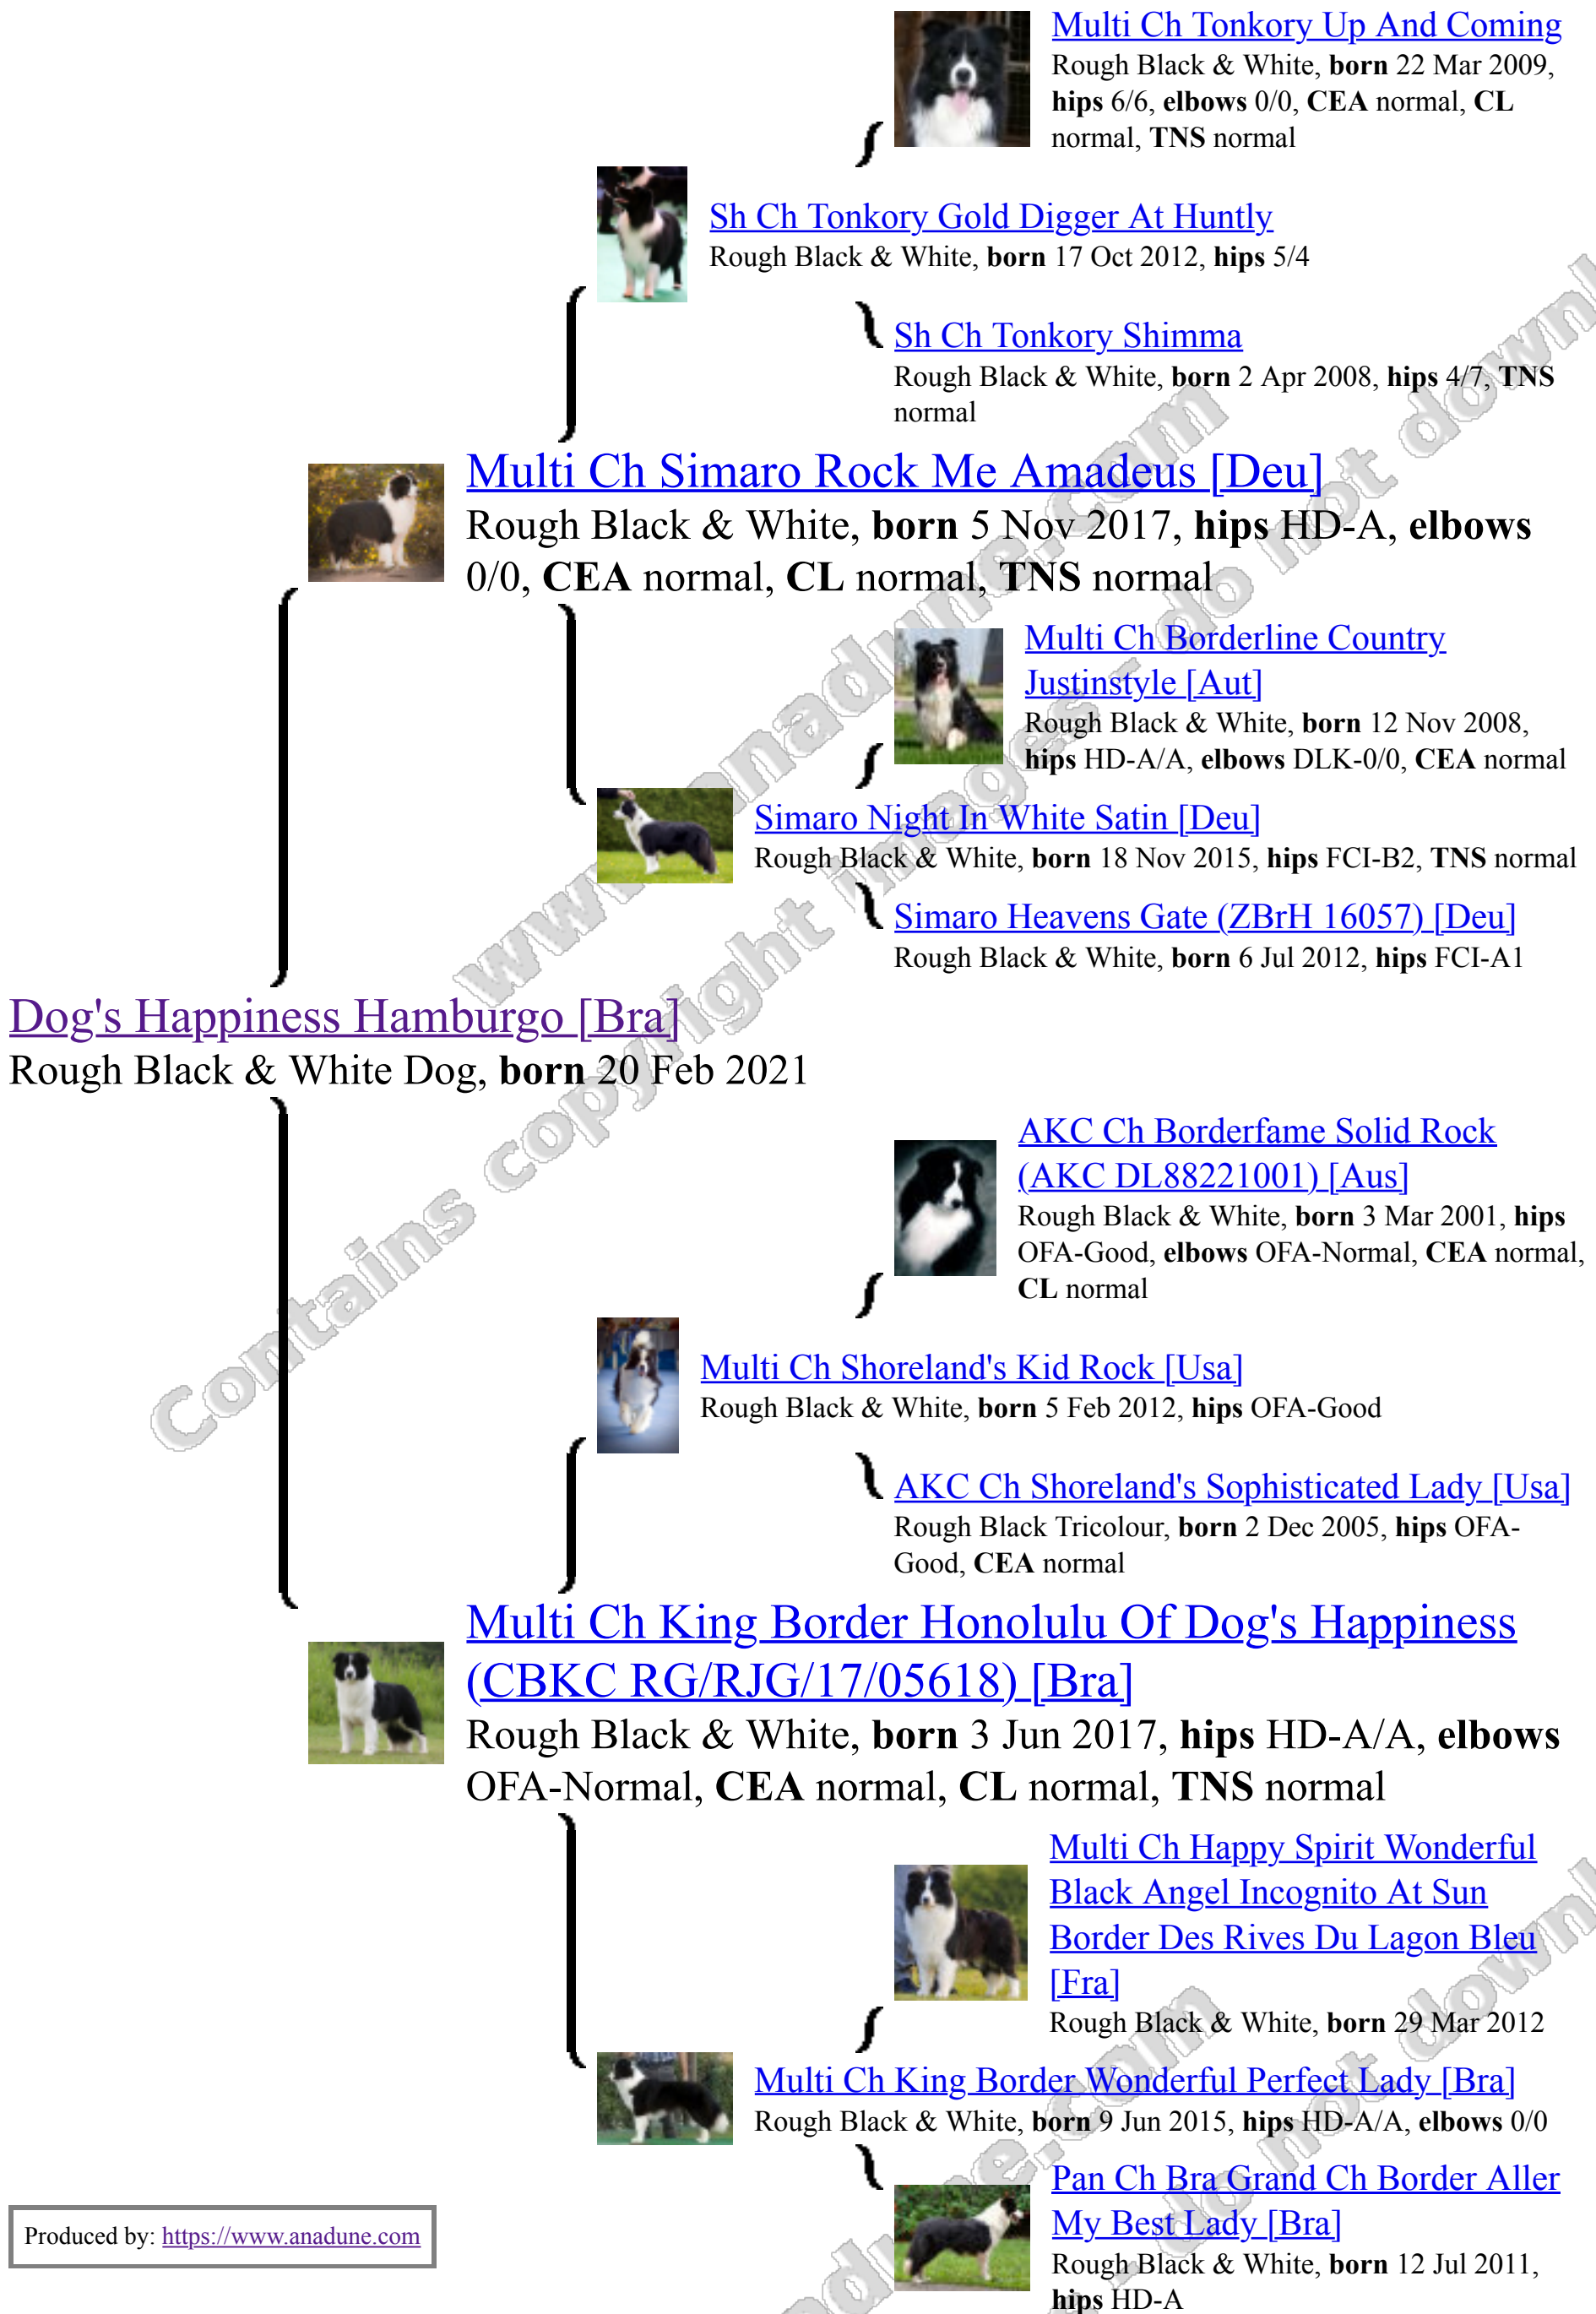 Multi Ch Tonkory Up And Coming
Rough Black & White, born 22 Mar 2009,
hips 6/6, elbows 0/0, CEA normal, CL
normal, TNS normal
Sh Ch Tonkory Gold Digger At Huntly
Rough Black & White, born 17 Oct 2012, hips 5/4
Sh Ch Tonkory Shimma
Rough Black & White, born 2 Apr 2008, hips 4/7, TNS
normal
Multi Ch Simaro Rock Me Amadeus [Deu]
Rough Black & White, born 5 Nov 2017, hips HD-A, elbows
0/0, CEA normal, CL normal, TNS normal
Multi Ch Borderline Country
Justinstyle [Aut]
Rough Black & White, born 12 Nov 2008,
hips HD-A/A, elbows DLK-0/0, CEA normal
Simaro Night In White Satin [Deu]
Rough Black & White, born 18 Nov 2015, hips FCI-B2, TNS normal
Simaro Heavens Gate (ZBrH 16057) [Deu]
Rough Black & White, born 6 Jul 2012, hips FCI-A1
Dog's Happiness Hamburgo [Bra]
Rough Black & White Dog, born 20 Feb 2021
AKC Ch Borderfame Solid Rock
(AKC DL88221001) [Aus]
Rough Black & White, born 3 Mar 2001, hips
OFA-Good, elbows OFA-Normal, CEA normal,
CL normal
Multi Ch Shoreland's Kid Rock [Usa]
Rough Black & White, born 5 Feb 2012, hips OFA-Good
AKC Ch Shoreland's Sophisticated Lady [Usa]
Rough Black Tricolour, born 2 Dec 2005, hips OFA-
Good, CEA normal
Multi Ch King Border Honolulu Of Dog's Happiness
(CBKC RG/RJG/17/05618) [Bra]
Rough Black & White, born 3 Jun 2017, hips HD-A/A, elbows
OFA-Normal, CEA normal, CL normal, TNS normal
Multi Ch Happy Spirit Wonderful
Black Angel Incognito At Sun
Border Des Rives Du Lagon Bleu
[Fra]
Rough Black & White, born 29 Mar 2012
Multi Ch King Border Wonderful Perfect Lady [Bra]
Rough Black & White, born 9 Jun 2015, hips HD-A/A, elbows 0/0
Pan Ch Bra Grand Ch Border Aller
My Best Lady [Bra]
Rough Black & White, born 12 Jul 2011,
hips HD-A
Produced by: https://www.anadune.com
www.anadune.com
Contains copyright images - do not